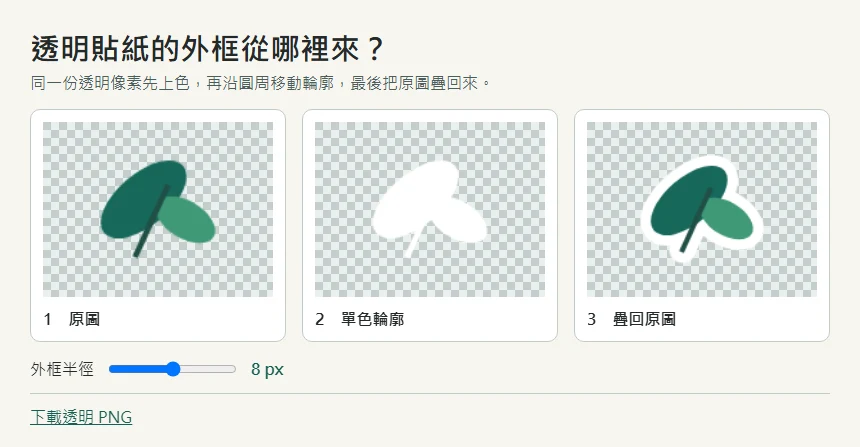 透明貼紙的外框從哪裡來？
同一份透明像素先上色，再沿圓周移動輪廓，最後把原圖疊回來。
1 原圖
2 單色輪廓
3 疊回原圖
外框半徑 8 px
下載透明 PNG